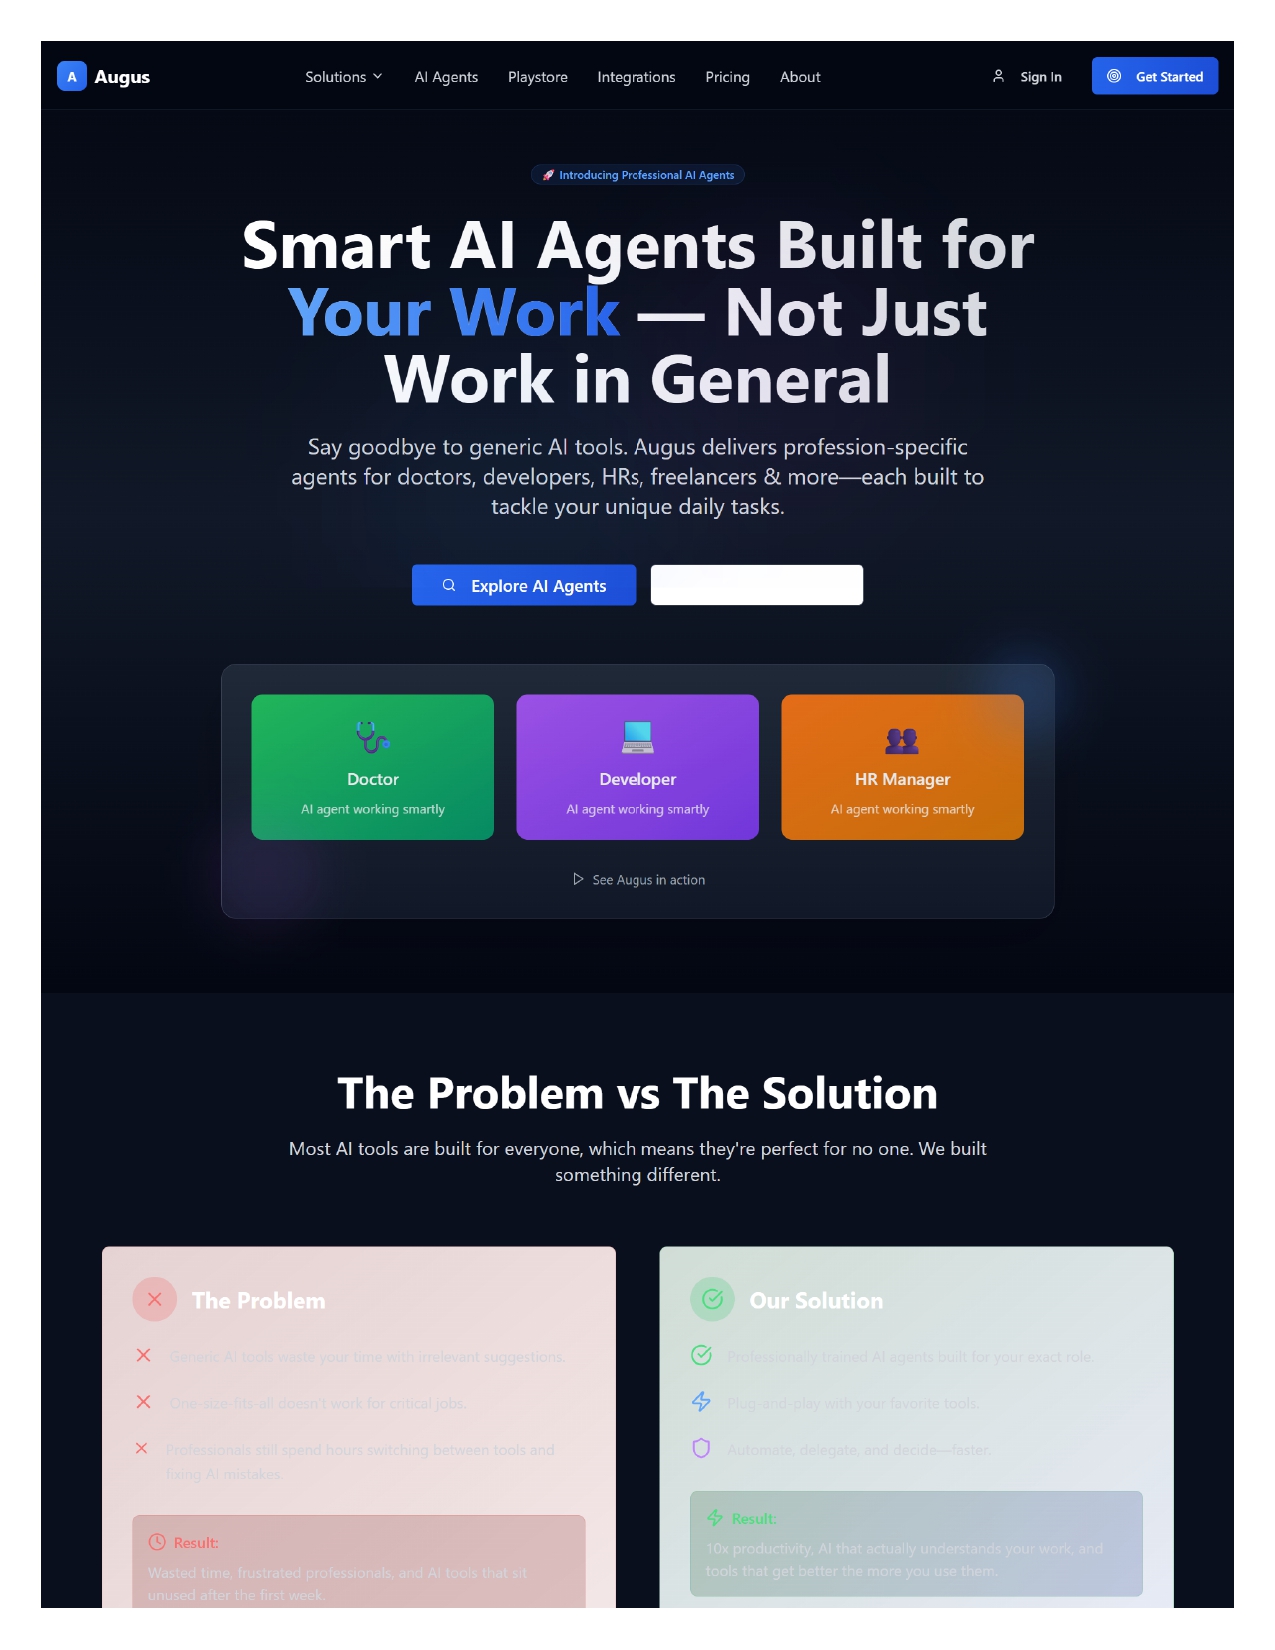 A Augus
Solutions AI Agents Playstore Integrations Pricing About Sign In Get Started
🚀 Introducing Professional AI Agents
Smart AI Agents Built for
Your Work — Not Just
Work in General
Say goodbye to generic AI tools. Augus delivers profession-specific
agents for doctors, developers, HRs, freelancers & more—each built to
tackle your unique daily tasks.
Explore AI Agents
Doctor
AI agent working smartly
Developer
AI agent working smartly
HR Manager
AI agent working smartly
See Augus in action
The Problem vs The Solution
Most AI tools are built for everyone, which means they're perfect for no one. We built
something different.
The Problem
Generic AI tools waste your time with irrelevant suggestions.
One-size-fits-all doesn't work for critical jobs.
Professionals still spend hours switching between tools and
fixing AI mistakes.
Result:
Wasted time, frustrated professionals, and AI tools that sit
unused after the first week.
Our Solution
Professionally trained AI agents built for your exact role.
Plug-and-play with your favorite tools.
Automate, delegate, and decide—faster.
Result:
10x productivity, AI that actually understands your work, and
tools that get better the more you use them.